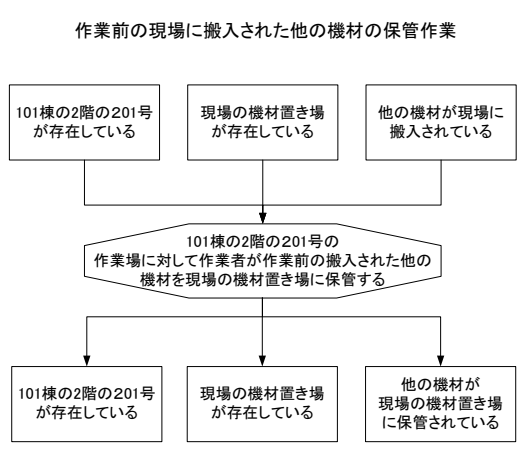 作業前の現場に搬入された他の機材の保管作業
101棟の2階の201号
が存在している
現場の機材置き場
が存在している
他の機材が現場に
搬入されている
101棟の2階の201号の
作業場に対して作業者が作業前の搬入された他の
機材を現場の機材置き場に保管する
101棟の2階の201号
が存在している
現場の機材置き場
が存在している
他の機材が
現場の機材置き場
に保管されている